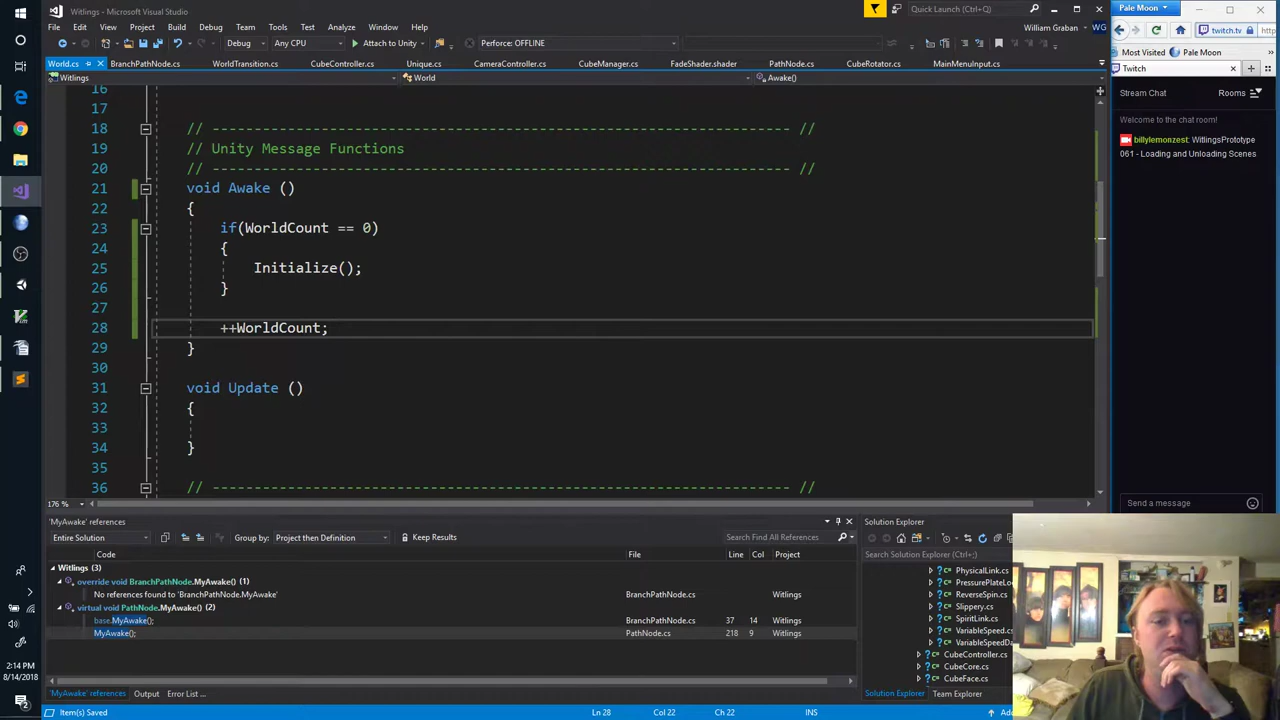 Witlings - Microsoft Visual Studio
Quick Launch (Ctrl+Q)
Pale Moon
File Edit View Project Build Debug Team Tools Architecture Test Analyze Window Help
William Graban WG
Debug Any CPU Attach to Unity Perforce: OFFLINE
twitch.tv
Most Visited Pale Moon
World.cs BranchPathNode.cs WorldTransition.cs CubeController.cs Unique.cs CameraController.cs CubeManager.cs FadeShader.shader PathNode.cs CubeRotator.cs MainMenuInput.cs
Twitch
Witlings World Awake()
Stream Chat Rooms
Welcome to the chat room!
billylemonzest: WitlingsPrototype
061 - Loading and Unloading Scenes
16
17
18 // --------------------------------------------------------------------- //
19 // Unity Message Functions
20 // --------------------------------------------------------------------- //
21 void Awake ()
22 {
23 if(WorldCount == 0)
24 {
25 Initialize();
26 }
27
28 ++WorldCount;
29 }
30
31 void Update ()
32 {
33
34 }
35
36 // --------------------------------------------------------------------- //
176 %
Send a message
'MyAwake' references
Solution Explorer
Entire Solution Group by: Project then Definition Keep Results Search Find All References
Search Solution Explorer (Ctrl+;)
Code File Line Col Project
Witlings (3)
override void BranchPathNode.MyAwake() (1)
No references found to 'BranchPathNode.MyAwake' BranchPathNode.cs Witlings
virtual void PathNode.MyAwake() (2)
base.MyAwake(); BranchPathNode.cs 37 14 Witlings
MyAwake(); PathNode.cs 218 9 Witlings
PhysicalLink.cs
PressurePlateLo
ReverseSpin.cs
Slippery.cs
SpiritLink.cs
VariableSpeed.cs
VariableSpeedDa
CubeController.cs
CubeCore.cs
CubeFace.cs
'MyAwake' references Output Error List ...
Solution Explorer Team Explorer
Item(s) Saved Ln 28 Col 22 Ch 22 INS Add
2:14 PM
8/14/2018
2